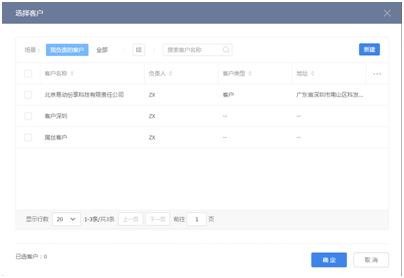 选择客户
场景： 我负责的客户 全部 搜索客户名称 新建
客户名称 负责人 客户类型 地址
北京易动纷享科技有限责任公司 ZX 客户 广东省深圳市南山区科发...
客户深圳 ZX -- --
属丝客户 ZX -- --
显示行数 20 1-3条/共3条 上一页 下一页 前往 1 页
已选客户：0 确定 取消